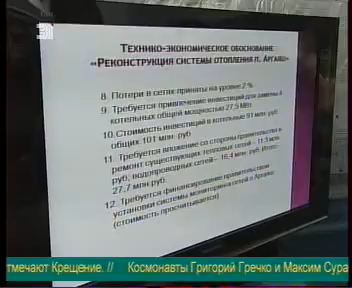 ТЕХНИКО-ЭКОНОМИЧЕСКОЕ ОБОСНОВАНИЕ
«РЕКОНСТРУКЦИЯ СИСТЕМЫ ОТОПЛЕНИЯ П. АРГАЯШ»
8. Потери в сетях приняты на уровне 2 %
9. Требуется привлечение инвестиций для замены 4
котельных общей мощностью 27,5 МВт
10. Стоимость инвестиций в котельные 91 млн руб
общих 101 млн руб
11. Требуется вложение со стороны правительства в
ремонт существующих тепловых сетей – 11,3 млн
руб, водопроводных сетей – 16,4 млн руб. Итого
27,7 млн руб
12. Требуется финансирование правительством
установки системы мониторинга сетей в Аргаяше
(стоимость просчитывается)
тмечают Крещение. // Космонавты Григорий Гречко и Максим Сура